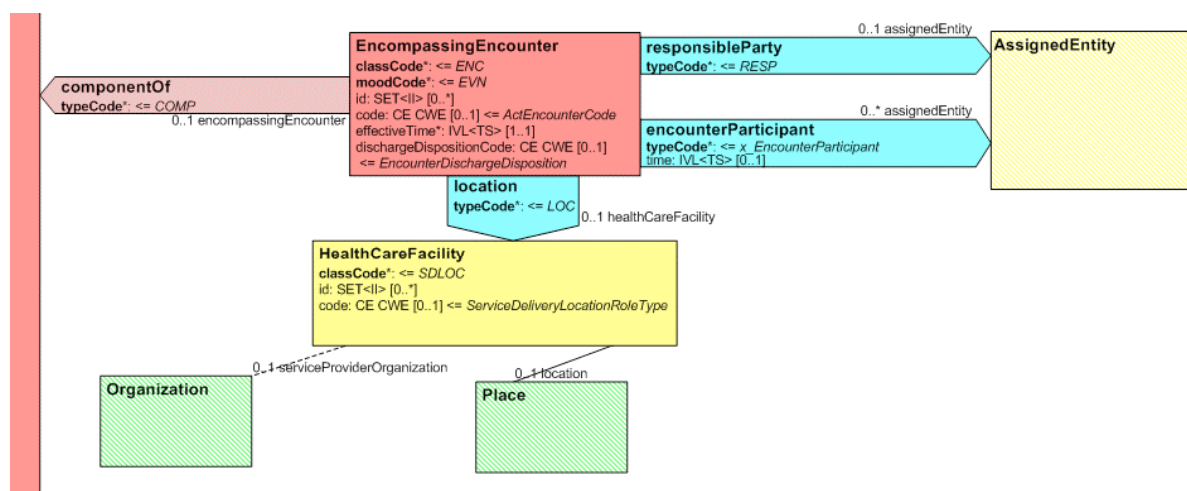 componentOf
typeCode*: <= COMP
0..1 encompassingEncounter
EncompassingEncounter
classCode*: <= ENC
moodCode*: <= EVN
id: SET<II> [0..*]
code: CE CWE [0..1] <= ActEncounterCode
effectiveTime*: IVL<TS> [1..1]
dischargeDispositionCode: CE CWE [0..1]
<= EncounterDischargeDisposition
0..1 assignedEntity
responsibleParty
typeCode*: <= RESP
0..* assignedEntity
encounterParticipant
typeCode*: <= x_EncounterParticipant
time: IVL<TS> [0..1]
AssignedEntity
location
typeCode*: <= LOC
0..1 healthCareFacility
HealthCareFacility
classCode*: <= SDLOC
id: SET<II> [0..*]
code: CE CWE [0..1] <= ServiceDeliveryLocationRoleType
0..1 serviceProviderOrganization
Organization
0..1 location
Place